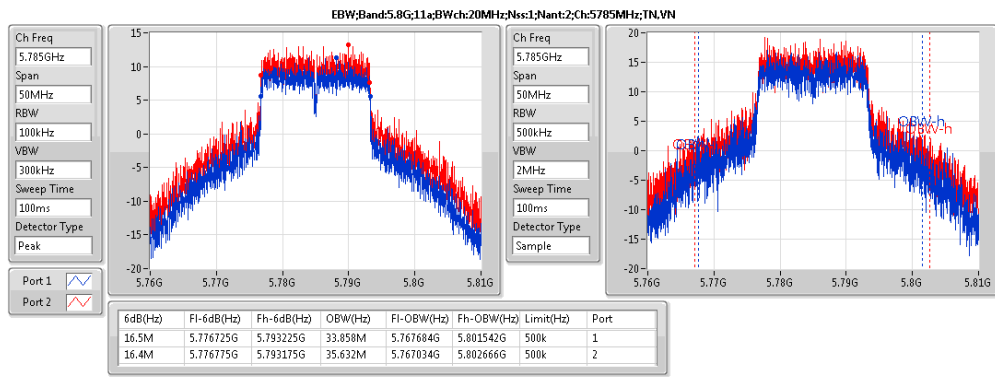 EBW;Band:5.8G;11a;BWch:20MHz;Nss:1;Nant:2;Ch:5785MHz;TN,VN
Ch Freq
5.785GHz
Span
50MHz
RBW
100kHz
VBW
300kHz
Sweep Time
100ms
Detector Type
Peak
Port 1
Port 2
15
10
5
0
-5
-10
-15
-20
5.76G 5.77G 5.78G 5.79G 5.8G 5.81G
Ch Freq
5.785GHz
Span
50MHz
RBW
500kHz
VBW
2MHz
Sweep Time
100ms
Detector Type
Sample
20
15
10
5
0
-5
-10
-15
-20
OBW-h
OBW-h
5.76G 5.77G 5.78G 5.79G 5.8G 5.81G
6dB(Hz) Fl-6dB(Hz) Fh-6dB(Hz) OBW(Hz) Fl-OBW(Hz) Fh-OBW(Hz) Limit(Hz) Port
16.5M 5.776725G 5.793225G 33.858M 5.767684G 5.801542G 500k 1
16.4M 5.776775G 5.793175G 35.632M 5.767034G 5.802666G 500k 2